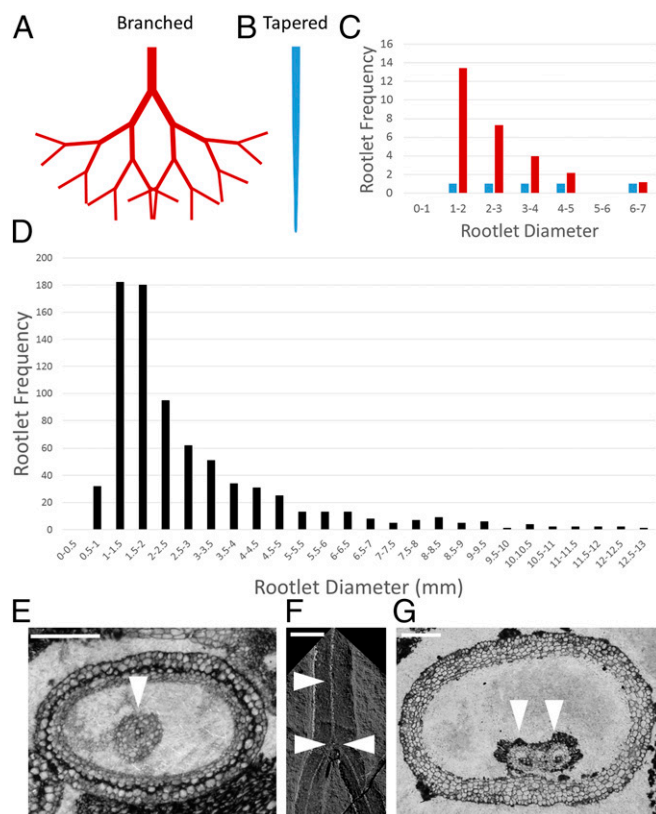 A Branched
B Tapered
C
Rootlet Frequency
16
14
12
10
8
6
4
2
0
0-1 1-2 2-3 3-4 4-5 5-6 6-7
Rootlet Diameter
D
Rootlet Frequency
200
180
160
140
120
100
80
60
40
20
0
0-0.5 0.5-1 1-1.5 1.5-2 2-2.5 2.5-3 3-3.5 3.5-4 4-4.5 4.5-5 5-5.5 5.5-6 6-6.5 6.5-7 7-7.5 7.5-8 8-8.5 8.5-9 9-9.5 9.5-10 10.10.5 10.5-11 11-11.5 11.5-12 12-12.5 12.5-13
Rootlet Diameter (mm)
E F G